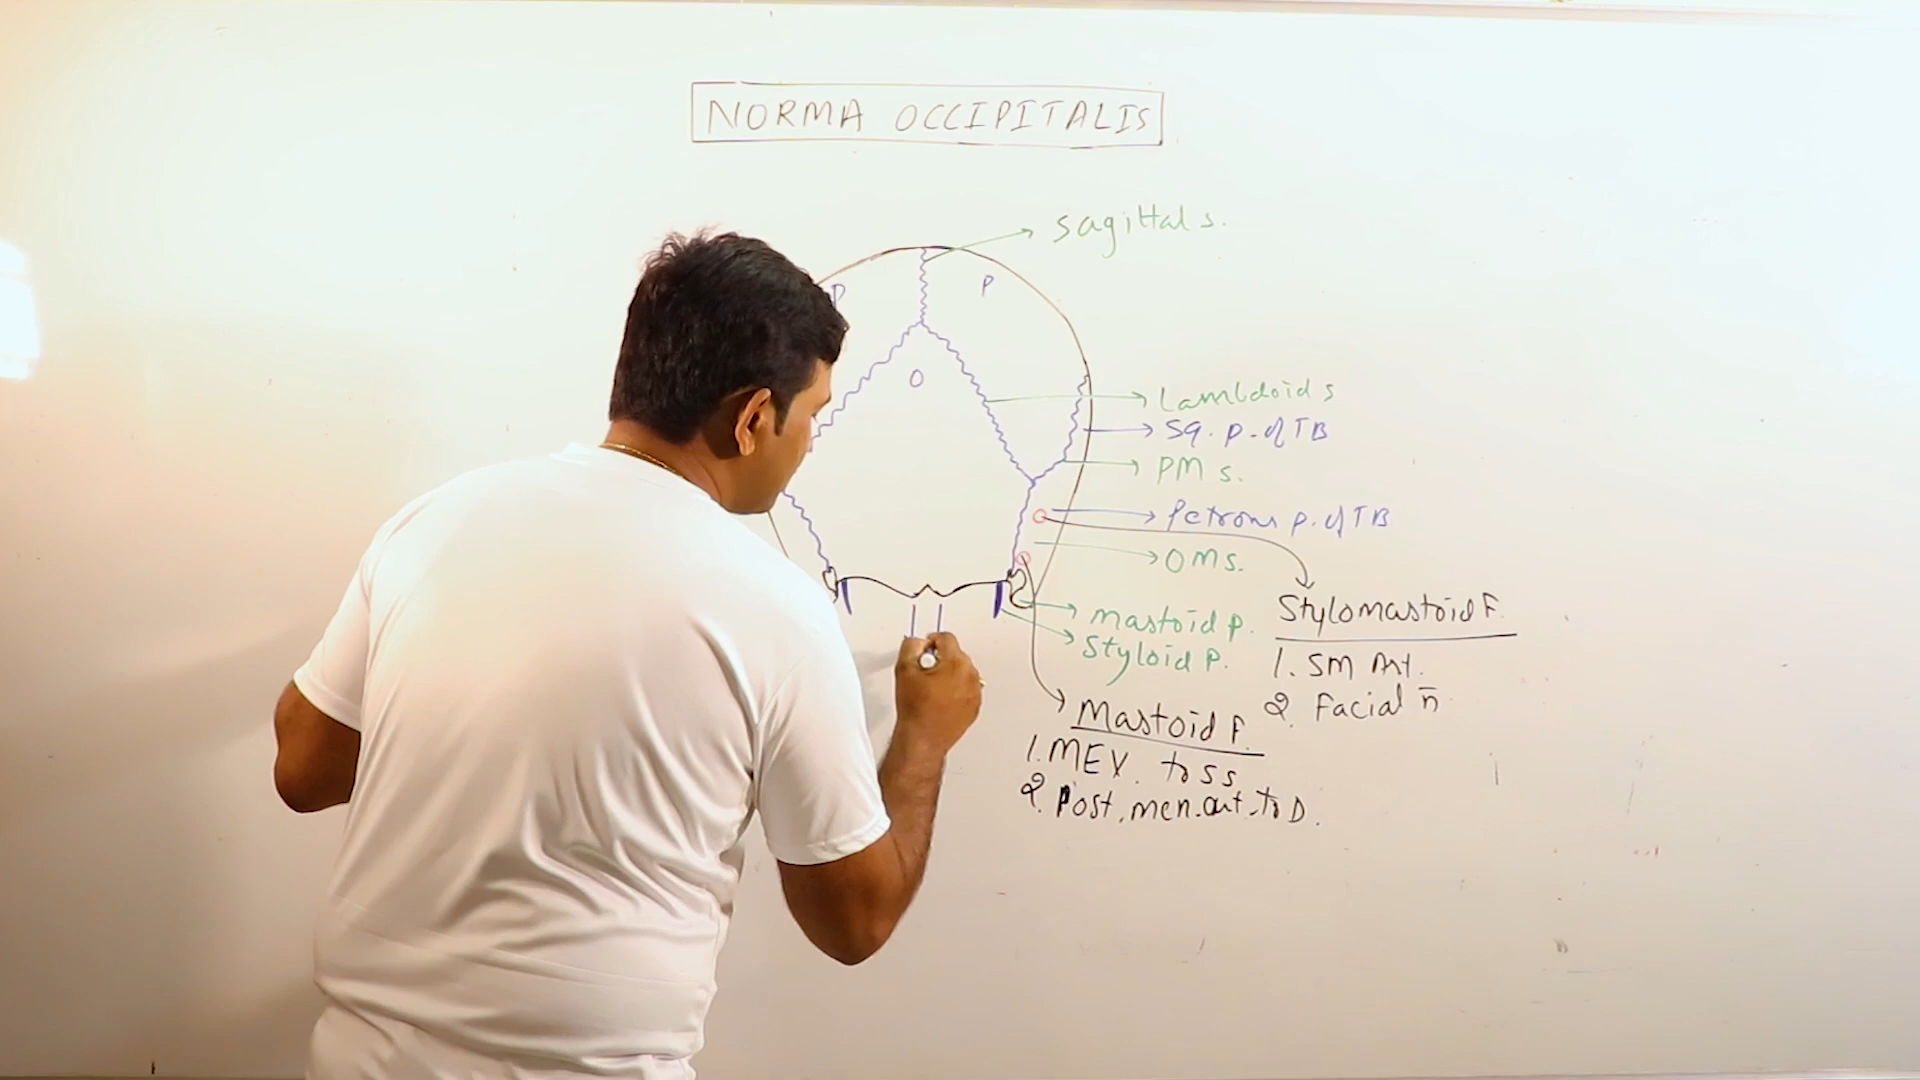 NORMA OCCIPITALIS
Sagittal s.
P
P
O
Lambdoid s
Sq. p. of TB
PM s.
Petrous p. of TB
OM s.
Mastoid p.
Styloid p.
Stylomastoid F.
1. SM Art.
2. Facial n̄
Mastoid F.
1. MEV. to SS
2. Post. men. art. to D.